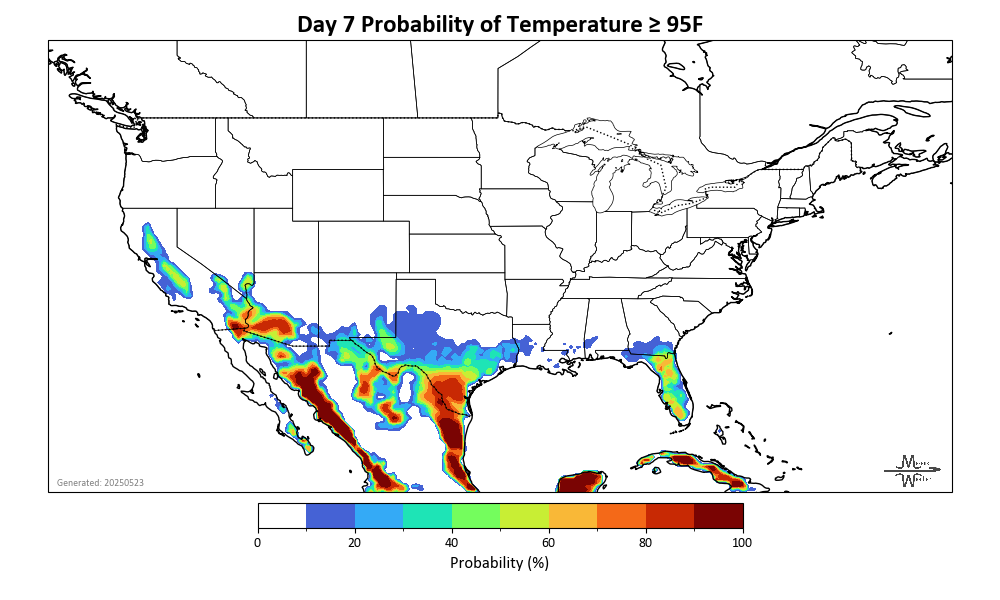 Day 7 Probability of Temperature ≥ 95F
Generated: 20250523
0 20 40 60 80 100
Probability (%)